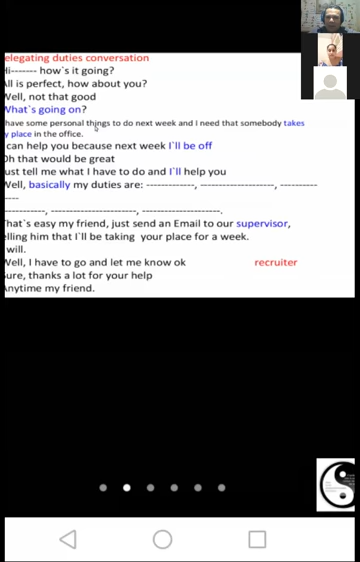 elegating duties conversation
Hi------- how`s it going?
All is perfect, how about you?
Well, not that good
What`s going on?
have some personal things to do next week and I need that somebody takes
y place in the office.
can help you because next week I`ll be off
Oh that would be great
ust tell me what I have to do and I`ll help you
Well, basically my duties are: -------------, --------------------, ----------
----
-----------, -----------------------, ----------------------.
That`s easy my friend, just send an Email to our supervisor,
elling him that I`ll be taking your place for a week.
will.
Well, I have to go and let me know ok recruiter
ure, thanks a lot for your help
Anytime my friend.